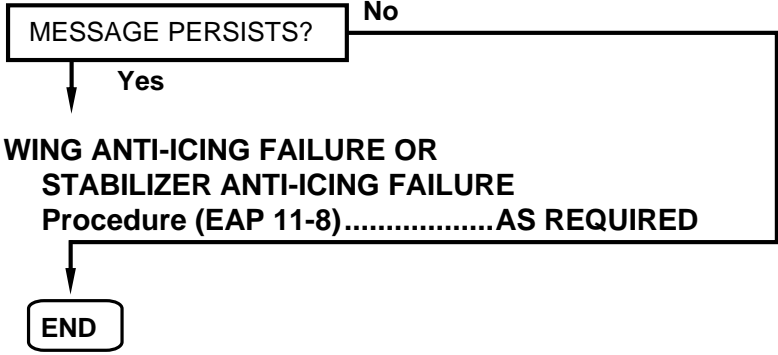 No
MESSAGE PERSISTS?
Yes
WING ANTI-ICING FAILURE OR
STABILIZER ANTI-ICING FAILURE
Procedure (EAP 11-8)..................AS REQUIRED
END